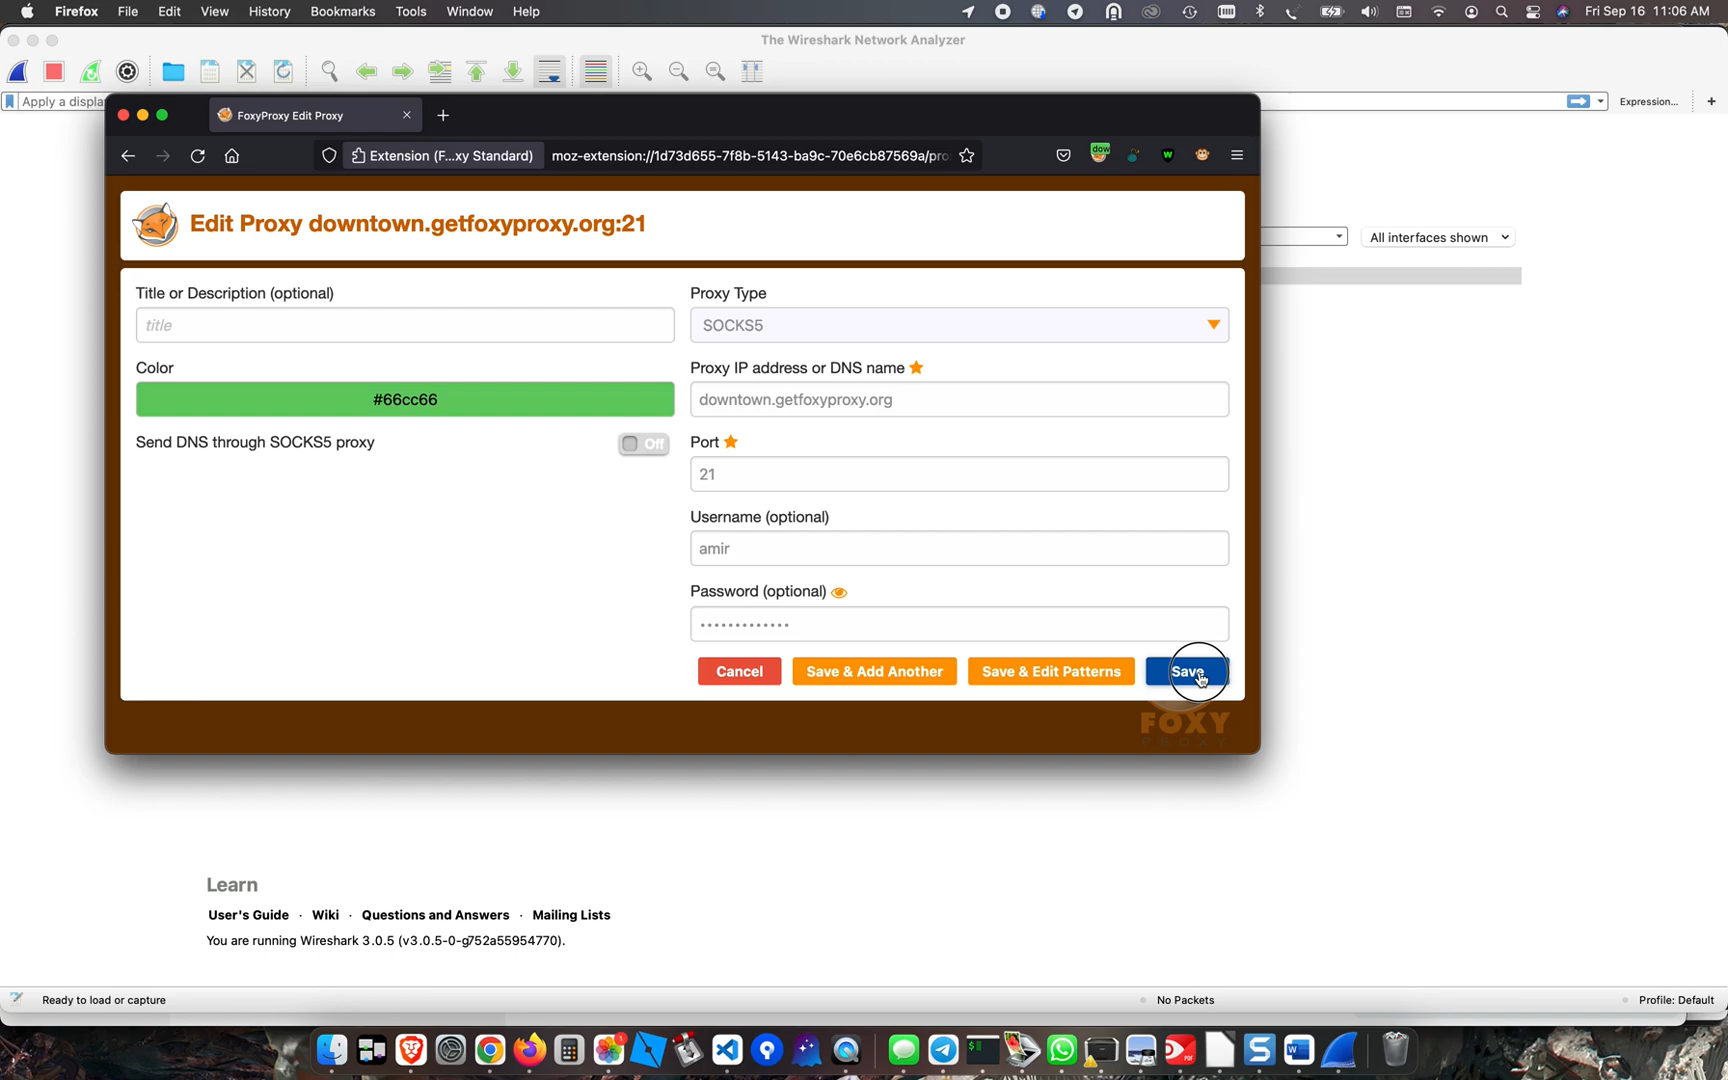 Firefox File Edit View History Bookmarks Tools Window Help Fri Sep 16 11:06 AM
The Wireshark Network Analyzer
Apply a displa Expression... +
FoxyProxy Edit Proxy
Extension (F...xy Standard) moz-extension://1d73d655-7f8b-5143-ba9c-70e6cb87569a/pro
dow
W
Edit Proxy downtown.getfoxyproxy.org:21
All interfaces shown
Title or Description (optional)
title
Proxy Type
SOCKS5
Color
#66cc66
Proxy IP address or DNS name
downtown.getfoxyproxy.org
Send DNS through SOCKS5 proxy Off
Port
21
Username (optional)
amir
Password (optional)
•••••••••••••
Cancel Save & Add Another Save & Edit Patterns Save
FOXY
PROXY
Learn
User's Guide · Wiki · Questions and Answers · Mailing Lists
You are running Wireshark 3.0.5 (v3.0.5-0-g752a55954770).
Ready to load or capture No Packets Profile: Default